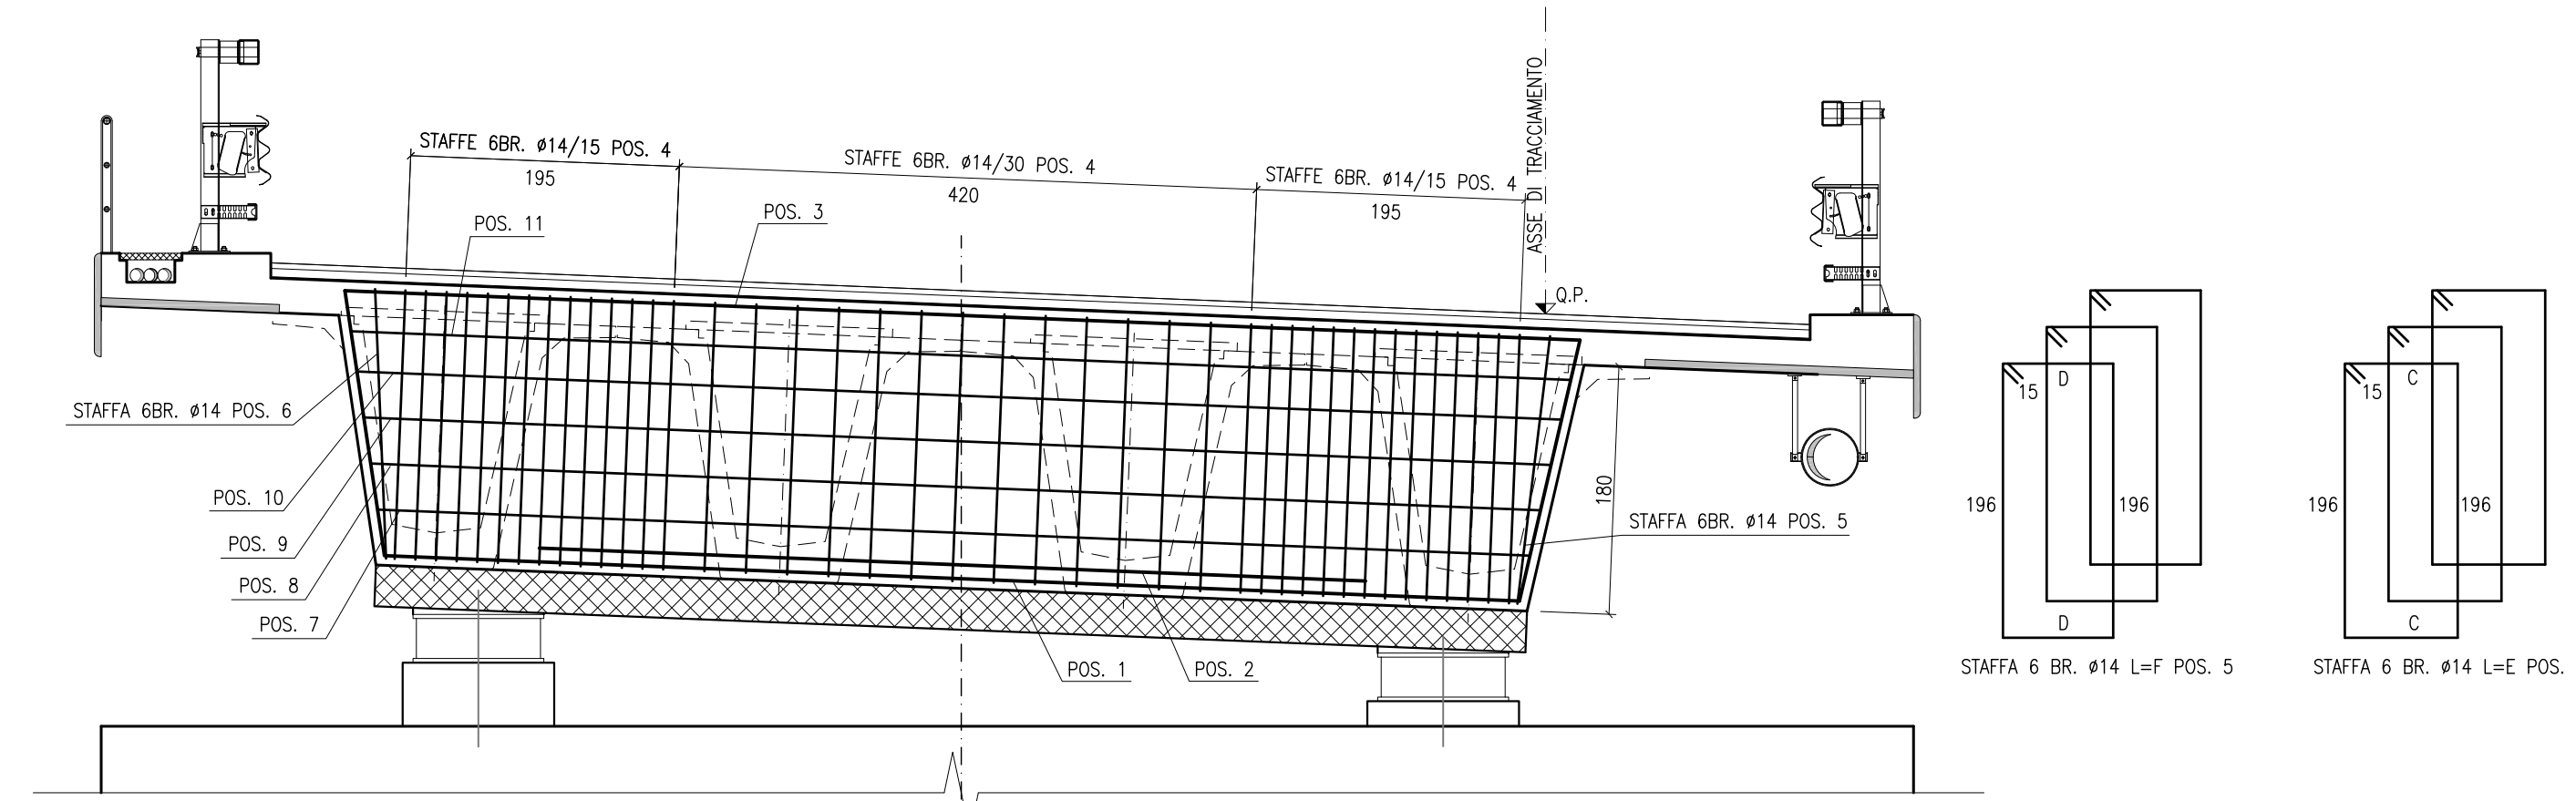 STAFFE 6BR. ø14/15 POS. 4
195
STAFFE 6BR. ø14/30 POS. 4
420
STAFFE 6BR. ø14/15 POS. 4
195
ASSE DI TRACCIAMENTO
Q.P.
POS. 11
POS. 3
STAFFA 6BR. ø14 POS. 6
POS. 10
POS. 9
POS. 8
POS. 7
POS. 1
POS. 2
180
STAFFA 6BR. ø14 POS. 5
15
D
196
196
D
STAFFA 6 BR. ø14 L=F POS. 5
15
C
196
196
C
STAFFA 6 BR. ø14 L=E POS.